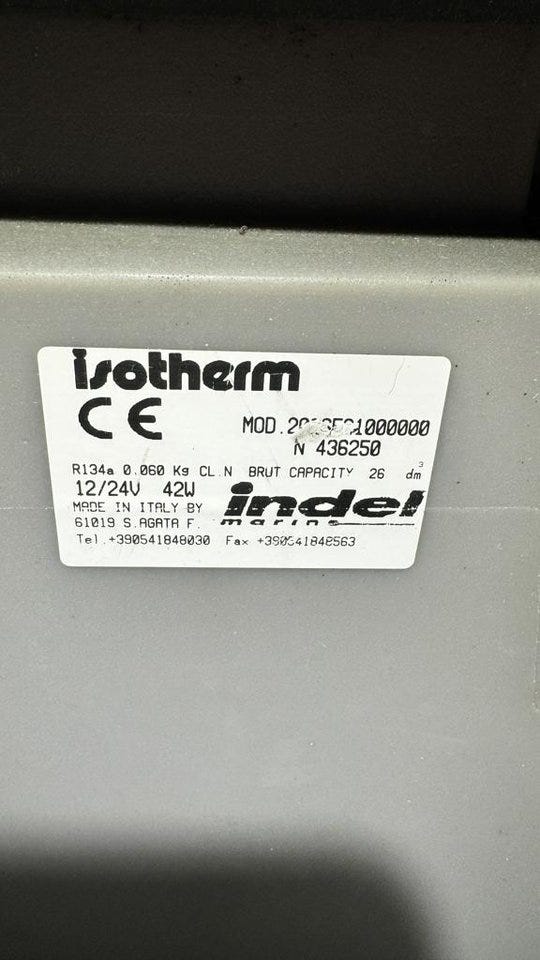 isotherm
CE
MOD.
N 436250
R134a 0.060 Kg CL.N BRUT CAPACITY 26 dm³
12/24V 42W
indel
marine
MADE IN ITALY BY
61019 S.AGATA F.
Tel.+390541848030 Fax +390541848563